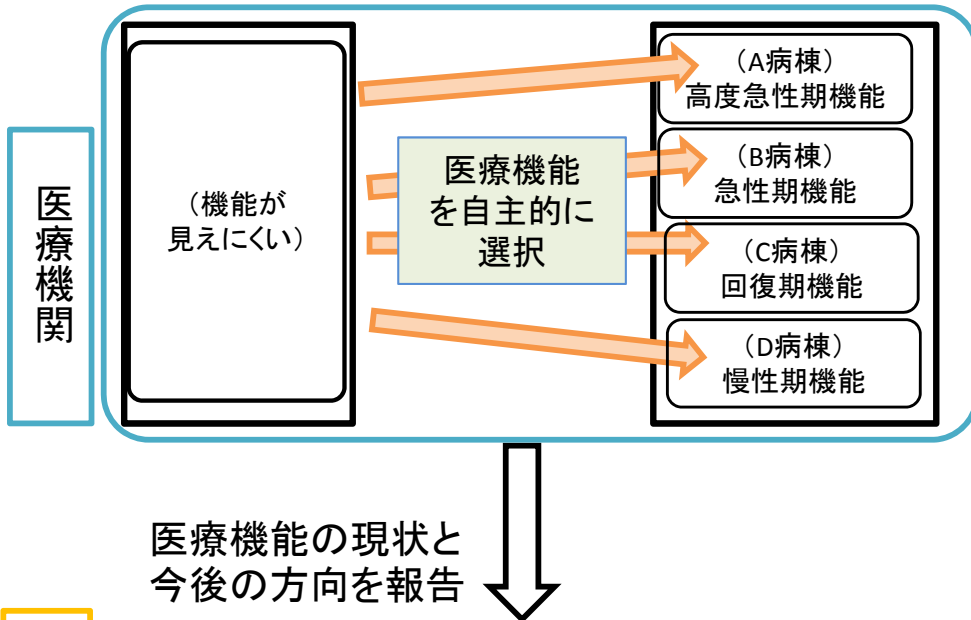 医療機関
（機能が
見えにくい）
医療機能
を自主的に
選択
（A病棟）
高度急性期機能
（B病棟）
急性期機能
（C病棟）
回復期機能
（D病棟）
慢性期機能
医療機能の現状と
今後の方向を報告